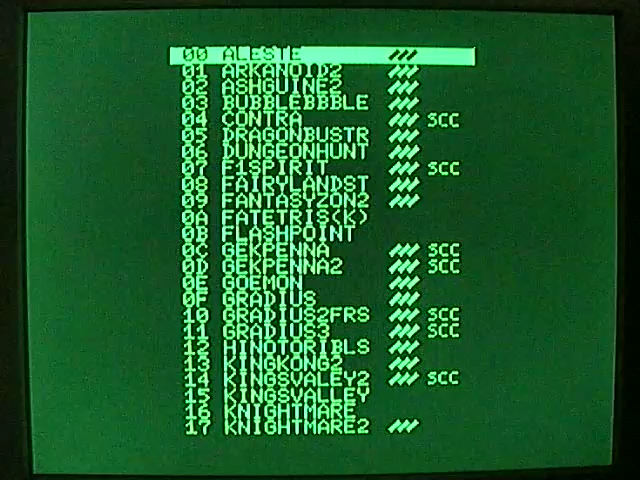 00 ALESTE ///
01 ARKANOID2 ///
02 ASHGUINE2 ///
03 BUBBLEBBBLE ///
04 CONTRA /// SCC
05 DRAGONBUSTR ///
06 DUNGEONHUNT ///
07 F1SPIRIT /// SCC
08 FAIRYLANDST ///
09 FANTASYZON2 ///
0A FATETRIS(K)
0B FLASHPOINT
0C GEKPENNA /// SCC
0D GEKPENNA2 /// SCC
0E GOEMON ///
0F GRADIUS ///
10 GRADIUS2FRS /// SCC
11 GRADIUS3 /// SCC
12 HINOTORIBLS ///
13 KINGKONG2 ///
14 KINGSVALEY2 /// SCC
15 KINGSVALLEY
16 KNIGHTMARE
17 KNIGHTMARE2 ///